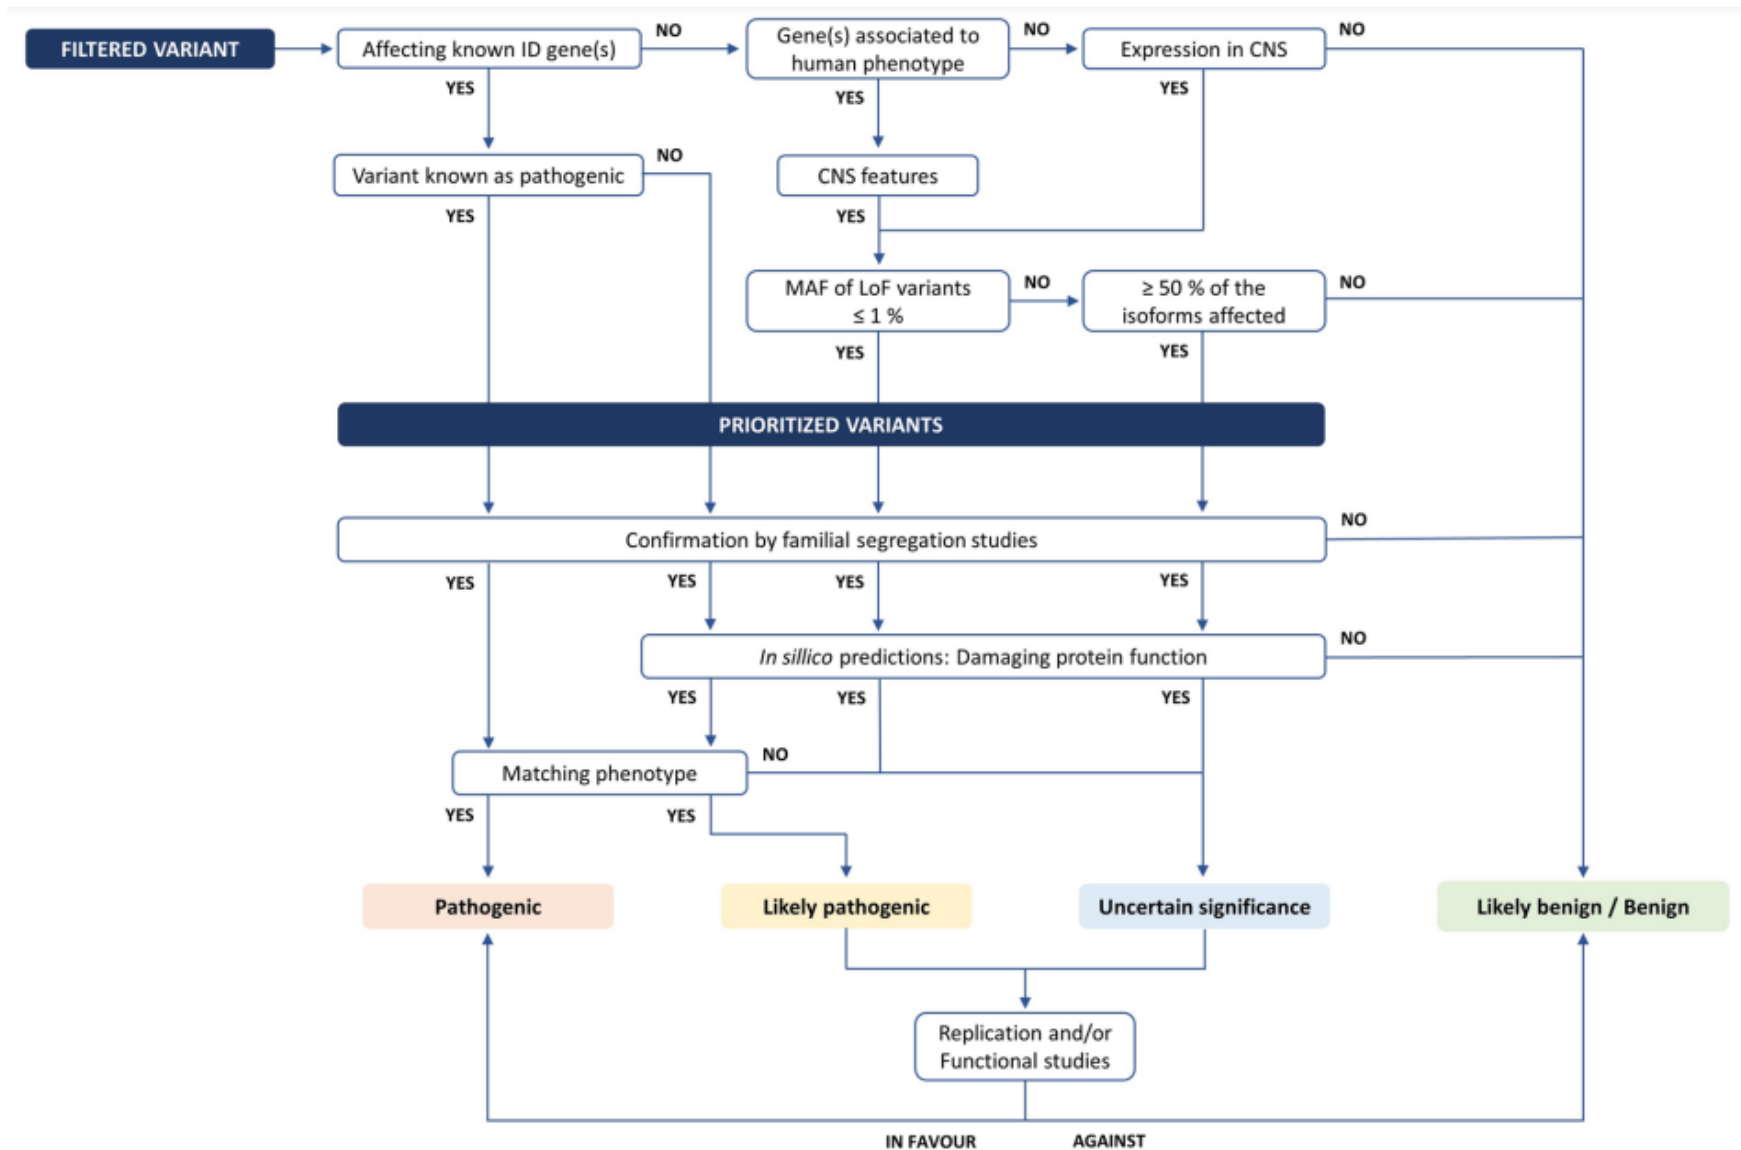 FILTERED VARIANT
Affecting known ID gene(s)
NO
Gene(s) associated to
human phenotype
NO
Expression in CNS
NO
YES
YES
YES
Variant known as pathogenic
NO
CNS features
YES
YES
MAF of LoF variants
≤ 1 %
NO
≥ 50 % of the
isoforms affected
NO
YES
YES
PRIORITIZED VARIANTS
Confirmation by familial segregation studies
NO
YES
YES
YES
YES
In sillico predictions: Damaging protein function
NO
YES
YES
YES
Matching phenotype
NO
YES
YES
Pathogenic
Likely pathogenic
Uncertain significance
Likely benign / Benign
Replication and/or
Functional studies
IN FAVOUR
AGAINST